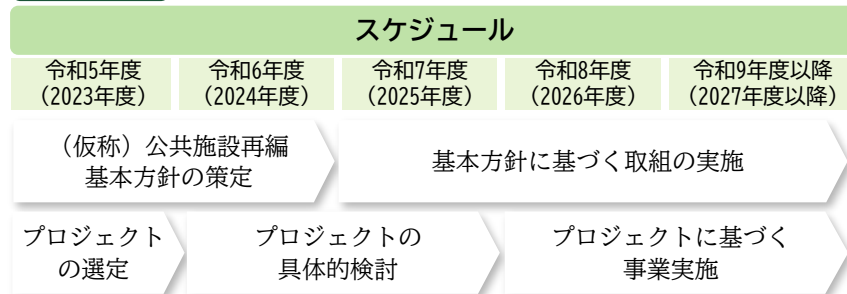 スケジュール
令和5年度 令和6年度 令和7年度 令和8年度 令和9年度以降
（2023年度） （2024年度） （2025年度） （2026年度） （2027年度以降）
（仮称）公共施設再編
基本方針の策定
基本方針に基づく取組の実施
プロジェクト
の選定
プロジェクトの
具体的検討
プロジェクトに基づく
事業実施